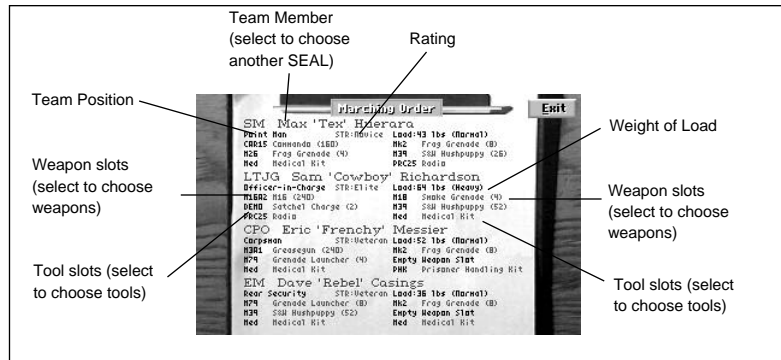 Team Member
(select to choose
another SEAL)
Rating
Team Position
Weapon slots
(select to choose
weapons)
Tool slots (select
to choose tools)
Weight of Load
Weapon slots
(select to choose
weapons)
Tool slots (select
to choose tools)
Marching Order
Exit
SM Max 'Tex' Huerara
Point Man STR:Novice Load:43 lbs (Normal)
CAR15 Commando (160) Mk2 Frag Grenade (8)
M26 Frag Grenade (4) M39 S&W Hushpuppy (26)
Med Medical Kit PRC25 Radio
LTJG Sam 'Cowboy' Richardson
Officer-in-Charge STR:Elite Load:64 lbs (Heavy)
M16A2 M16 (240) M18 Smoke Grenade (4)
DEMO Satchel Charge (2) M39 S&W Hushpuppy (52)
PRC25 Radio Med Medical Kit
CPO Eric 'Frenchy' Messier
Corpsman STR:Veteran Load:52 lbs (Normal)
M3A1 Greasegun (240) Mk2 Frag Grenade (8)
M79 Grenade Launcher (4) Empty Weapon Slot
Med Medical Kit PHK Prisoner Handling Kit
EM Dave 'Rebel' Casings
Rear Security STR:Veteran Load:36 lbs (Normal)
M79 Grenade Launcher (8) Mk2 Frag Grenade (8)
M39 S&W Hushpuppy (52) Empty Weapon Slot
Med Medical Kit Med Medical Kit